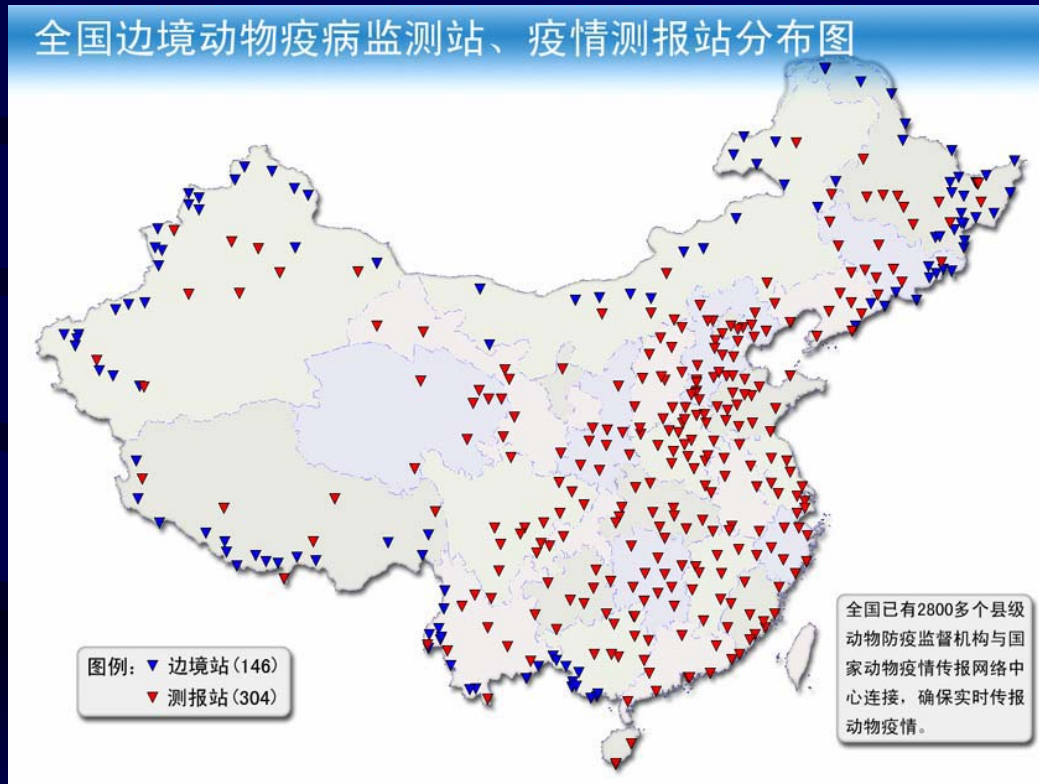 全国边境动物疫病监测站、疫情测报站分布图
图例： 边境站(146)
测报站(304)
全国已有2800多个县级
动物防疫监督机构与国
家动物疫情传报网络中
心连接，确保实时传报
动物疫情。